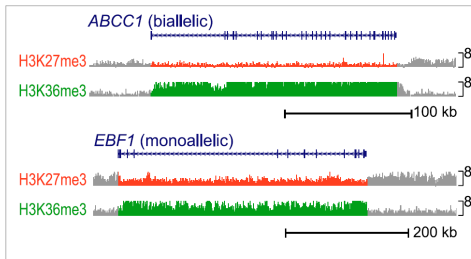 ABCC1 (biallelic)
H3K27me3 8
H3K36me3 8
100 kb
EBF1 (monoallelic)
H3K27me3 8
H3K36me3 8
200 kb